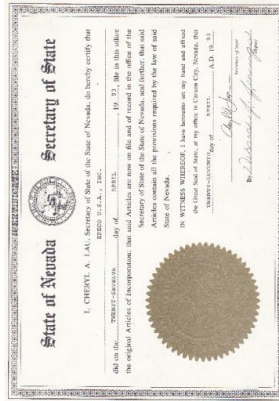 State of Nevada Secretary of State
I, CHERYL A. LAU, Secretary of State of the State of Nevada, do hereby certify that
U.S.A., INC.
did on the TWENTY-SECOND day of APRIL , 19 93, file in this office
the original Articles of Incorporation; that said Articles are now on file and of record in the office of the
Secretary of State of the State of Nevada, and further, that said
Articles contain all the provisions required by the law of said
State of Nevada.
IN WITNESS WHEREOF, I have hereunto set my hand and affixed
the Great Seal of State, at my office in Carson City, Nevada, this
day of APRIL A.D. 19 93
Secretary of State
By
Deputy